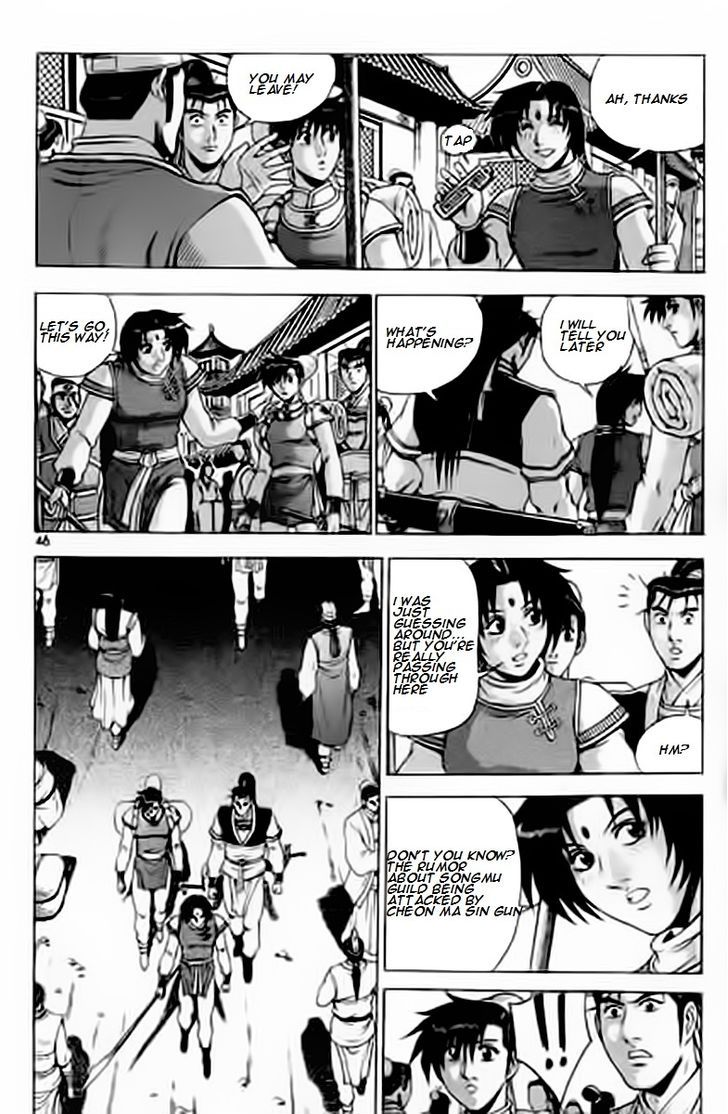 YOU MAY
LEAVE!
TAP
AH, THANKS
LET'S GO,
THIS WAY!
WHAT'S
HAPPENING?
I WILL
TELL YOU
LATER
48
I WAS
JUST
GUESSING
AROUND...
BUT YOU'RE
REALLY
PASSING
THROUGH
HERE
HM?
DON'T YOU KNOW?
THE RUMOR
ABOUT SONGMU
GUILD BEING
ATTACKED BY
CHEON MA SIN GUN
!!